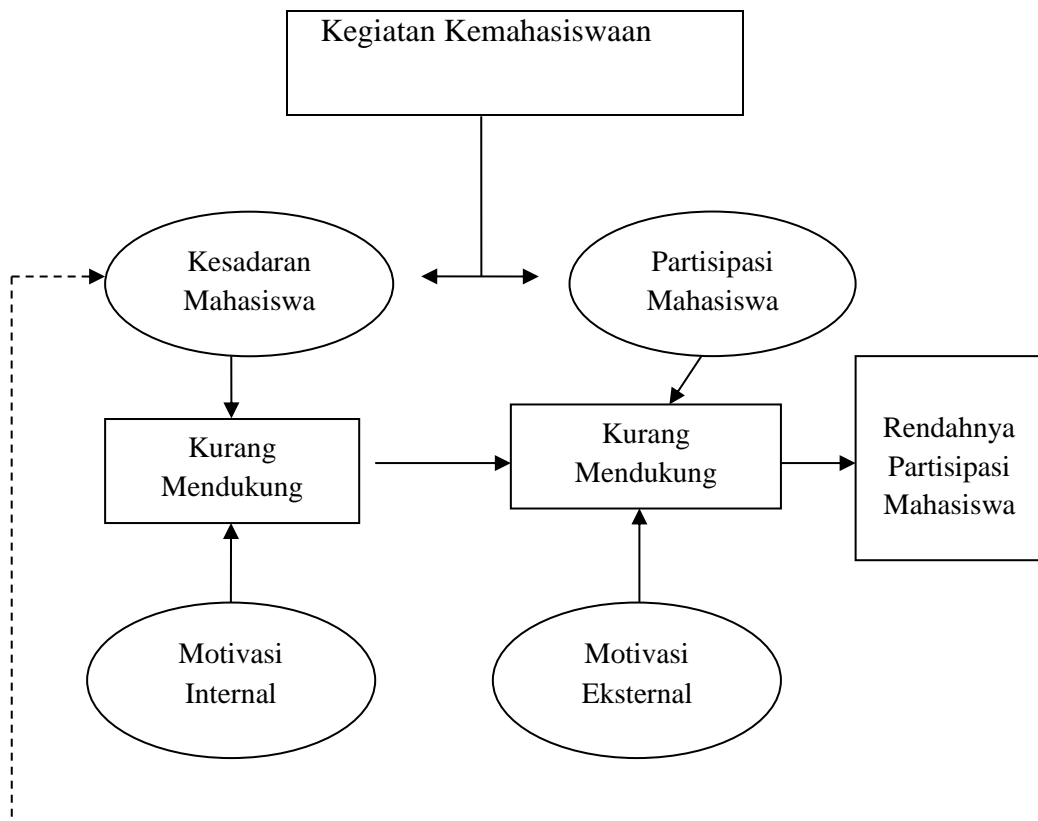 Kegiatan Kemahasiswaan
Kesadaran
Mahasiswa
Partisipasi
Mahasiswa
Kurang
Mendukung
Kurang
Mendukung
Rendahnya
Partisipasi
Mahasiswa
Motivasi
Internal
Motivasi
Eksternal